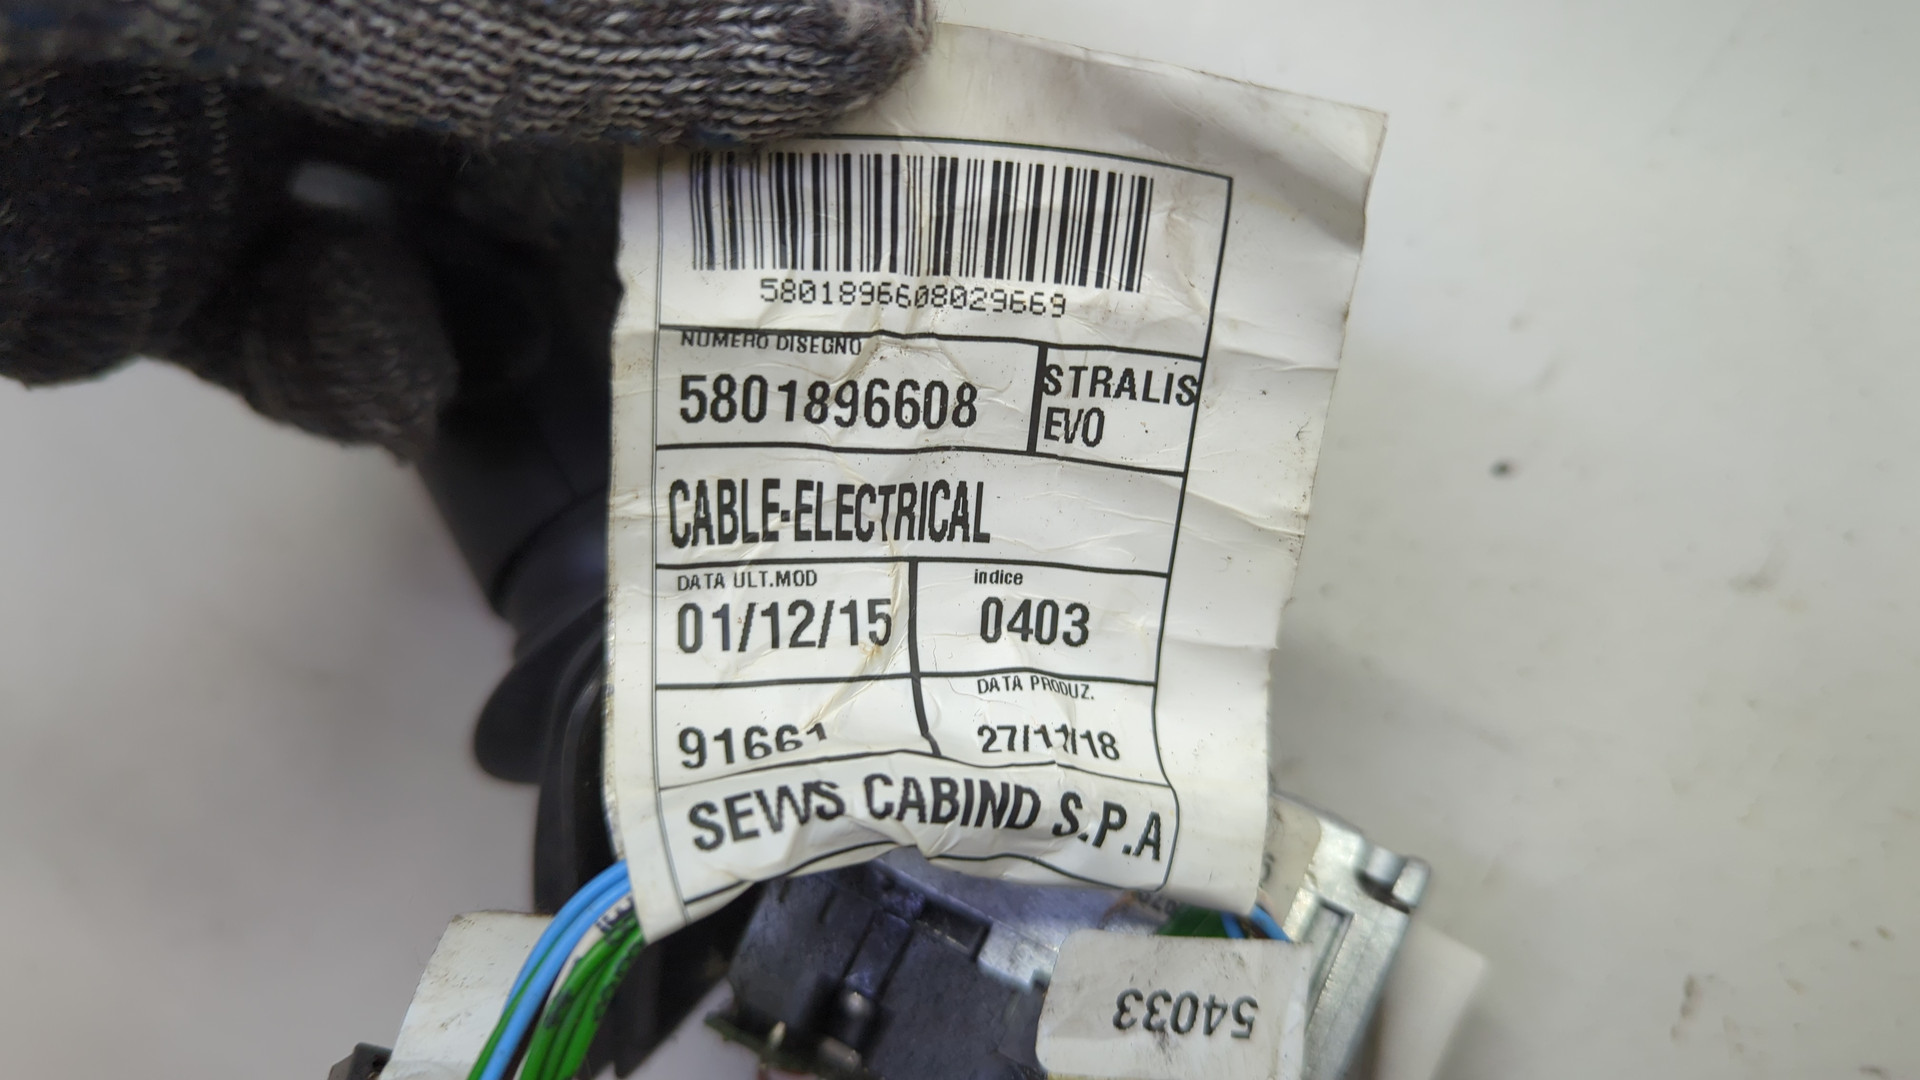 5801896608029669
NUMERO DISEGNO
5801896608
STRALIS
EVO
CABLE-ELECTRICAL
DATA ULT.MOD
01/12/15
indice
0403
91661
DATA PRODUZ.
27/11/18
SEWS CABIND S.P.A
54033